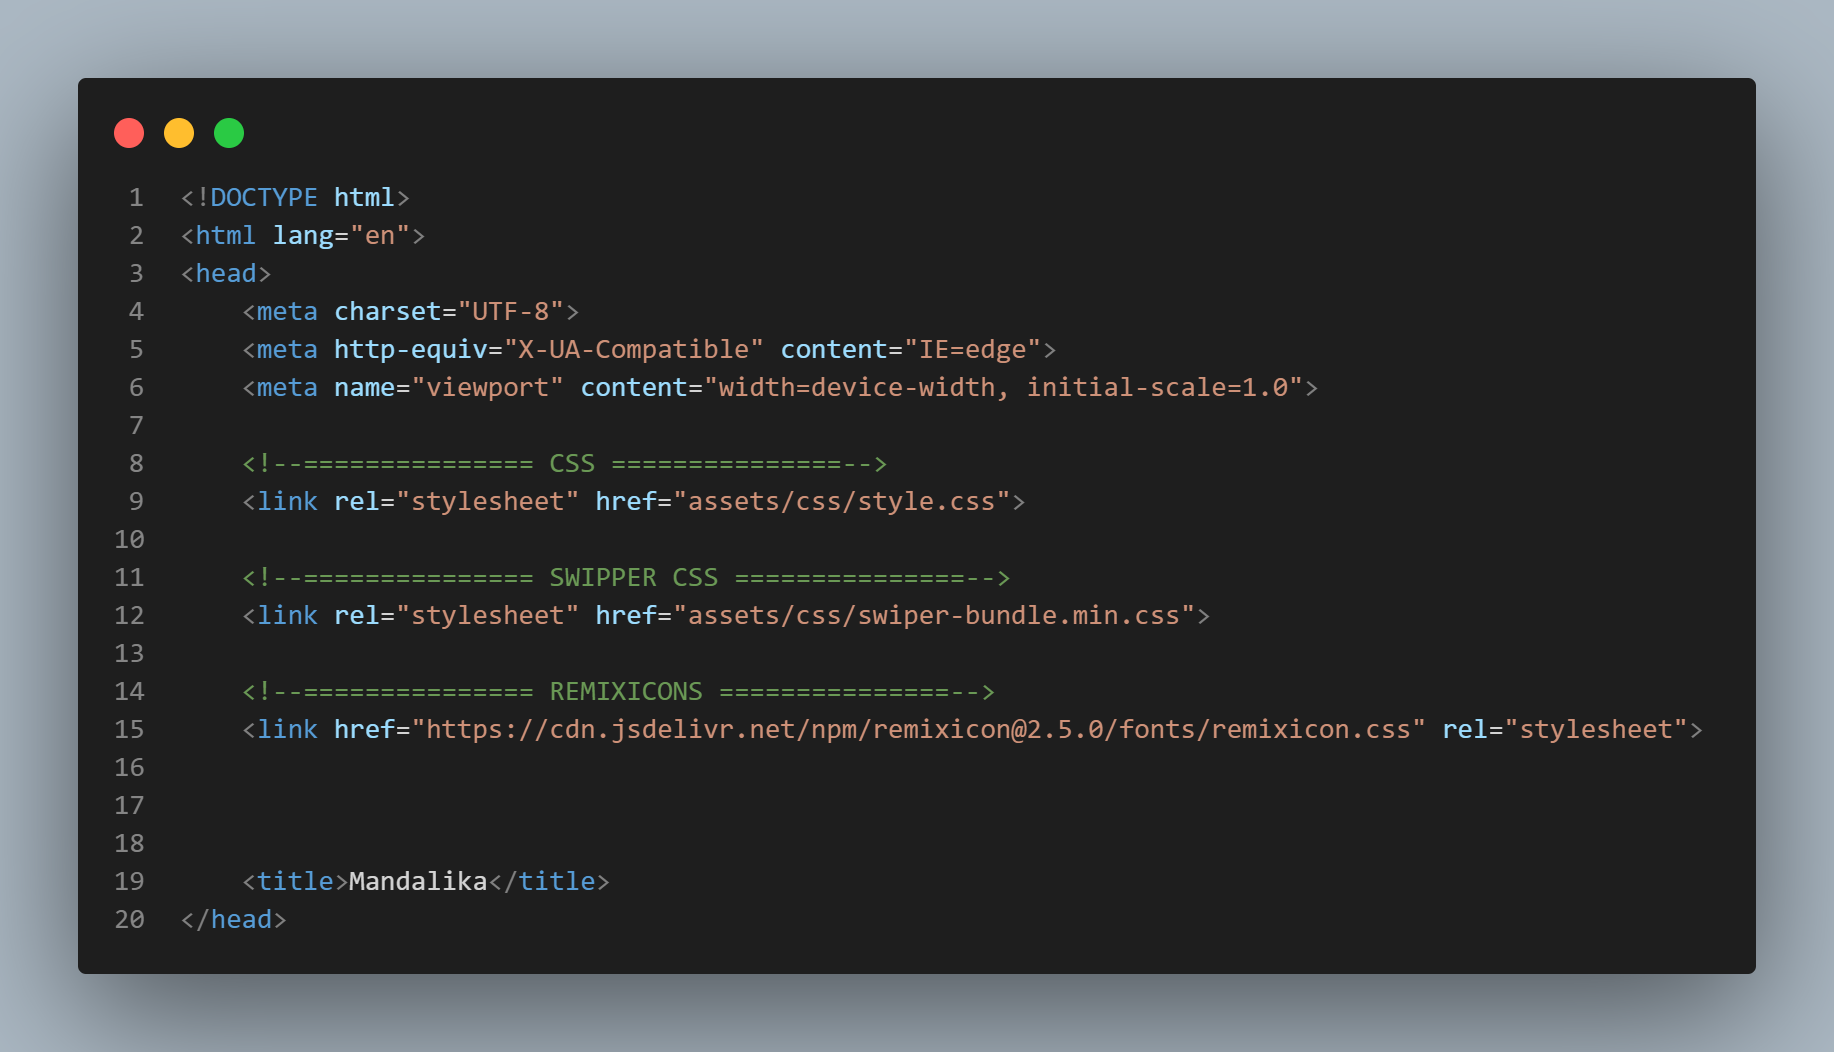 1 <!DOCTYPE html>
2 <html lang="en">
3 <head>
4     <meta charset="UTF-8">
5     <meta http-equiv="X-UA-Compatible" content="IE=edge">
6     <meta name="viewport" content="width=device-width, initial-scale=1.0">
7
8     <!--=============== CSS ===============-->
9     <link rel="stylesheet" href="assets/css/style.css">
10
11     <!--=============== SWIPPER CSS ===============-->
12     <link rel="stylesheet" href="assets/css/swiper-bundle.min.css">
13
14     <!--=============== REMIXICONS ===============-->
15     <link href="https://cdn.jsdelivr.net/npm/remixicon@2.5.0/fonts/remixicon.css" rel="stylesheet">
16
17
18
19     <title>Mandalika</title>
20 </head>